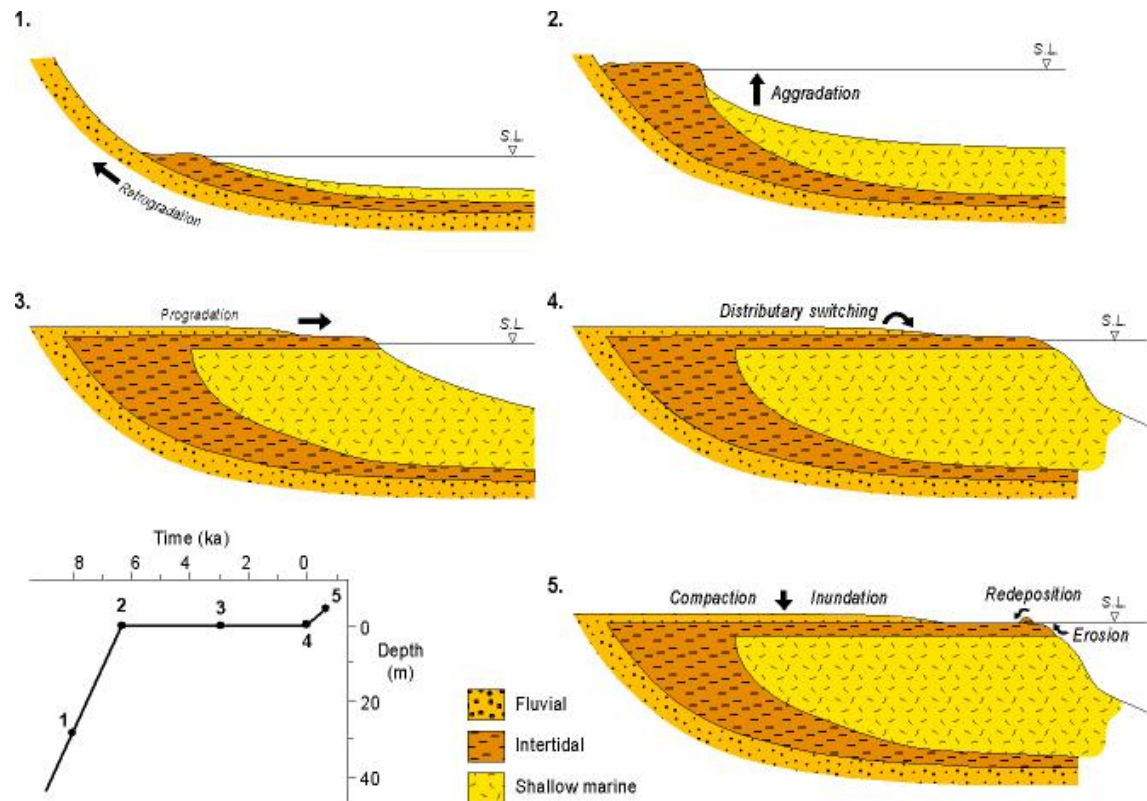 1.
S.L.
Retrogradation
2.
S.L.
Aggradation
3.
Progradation
S.L.
4.
Distributary switching
S.L.
Time (ka)
8 6 4 2 0
1
2
3
4
5
0
20
40
Depth
(m)
Fluvial
Intertidal
Shallow marine
5.
Compaction
Inundation
Redeposition
S.L.
Erosion